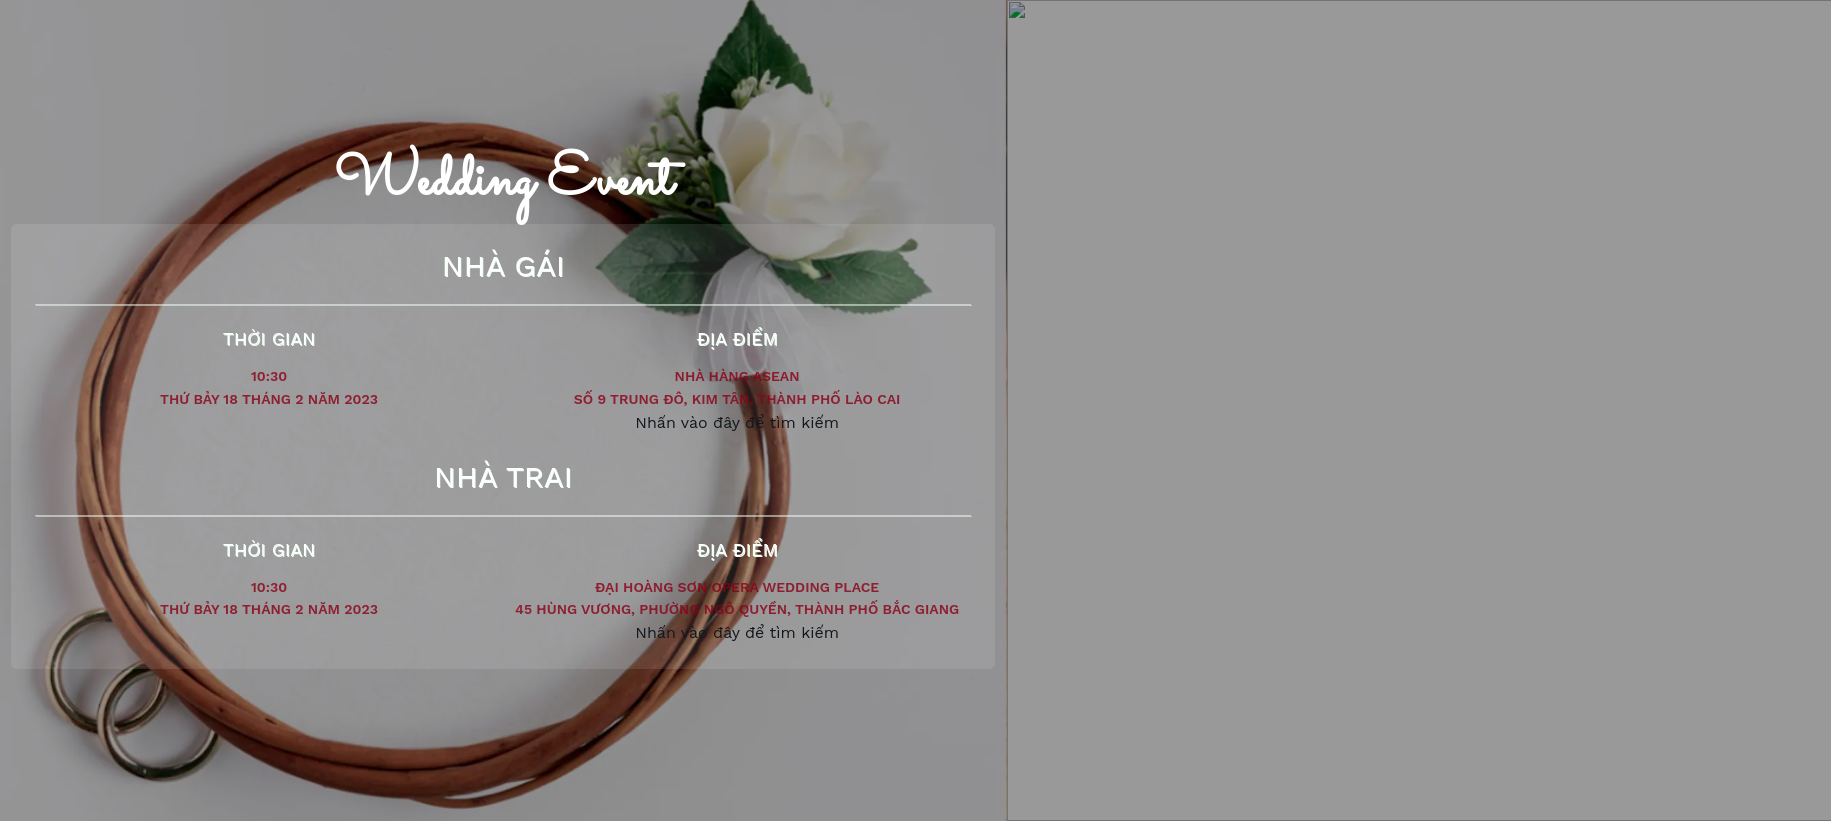 Wedding Event
NHÀ GÁI
THỜI GIAN
10:30
THỨ BẢY 18 THÁNG 2 NĂM 2023
ĐỊA ĐIỂM
NHÀ HÀNG ASEAN
SỐ 9 TRUNG ĐÔ, KIM TÂN, THÀNH PHỐ LÀO CAI
Nhấn vào đây để tìm kiếm
NHÀ TRAI
THỜI GIAN
10:30
THỨ BẢY 18 THÁNG 2 NĂM 2023
ĐỊA ĐIỂM
ĐẠI HOÀNG SƠN OPERA WEDDING PLACE
45 HÙNG VƯƠNG, PHƯỜNG NGÔ QUYỀN, THÀNH PHỐ BẮC GIANG
Nhấn vào đây để tìm kiếm